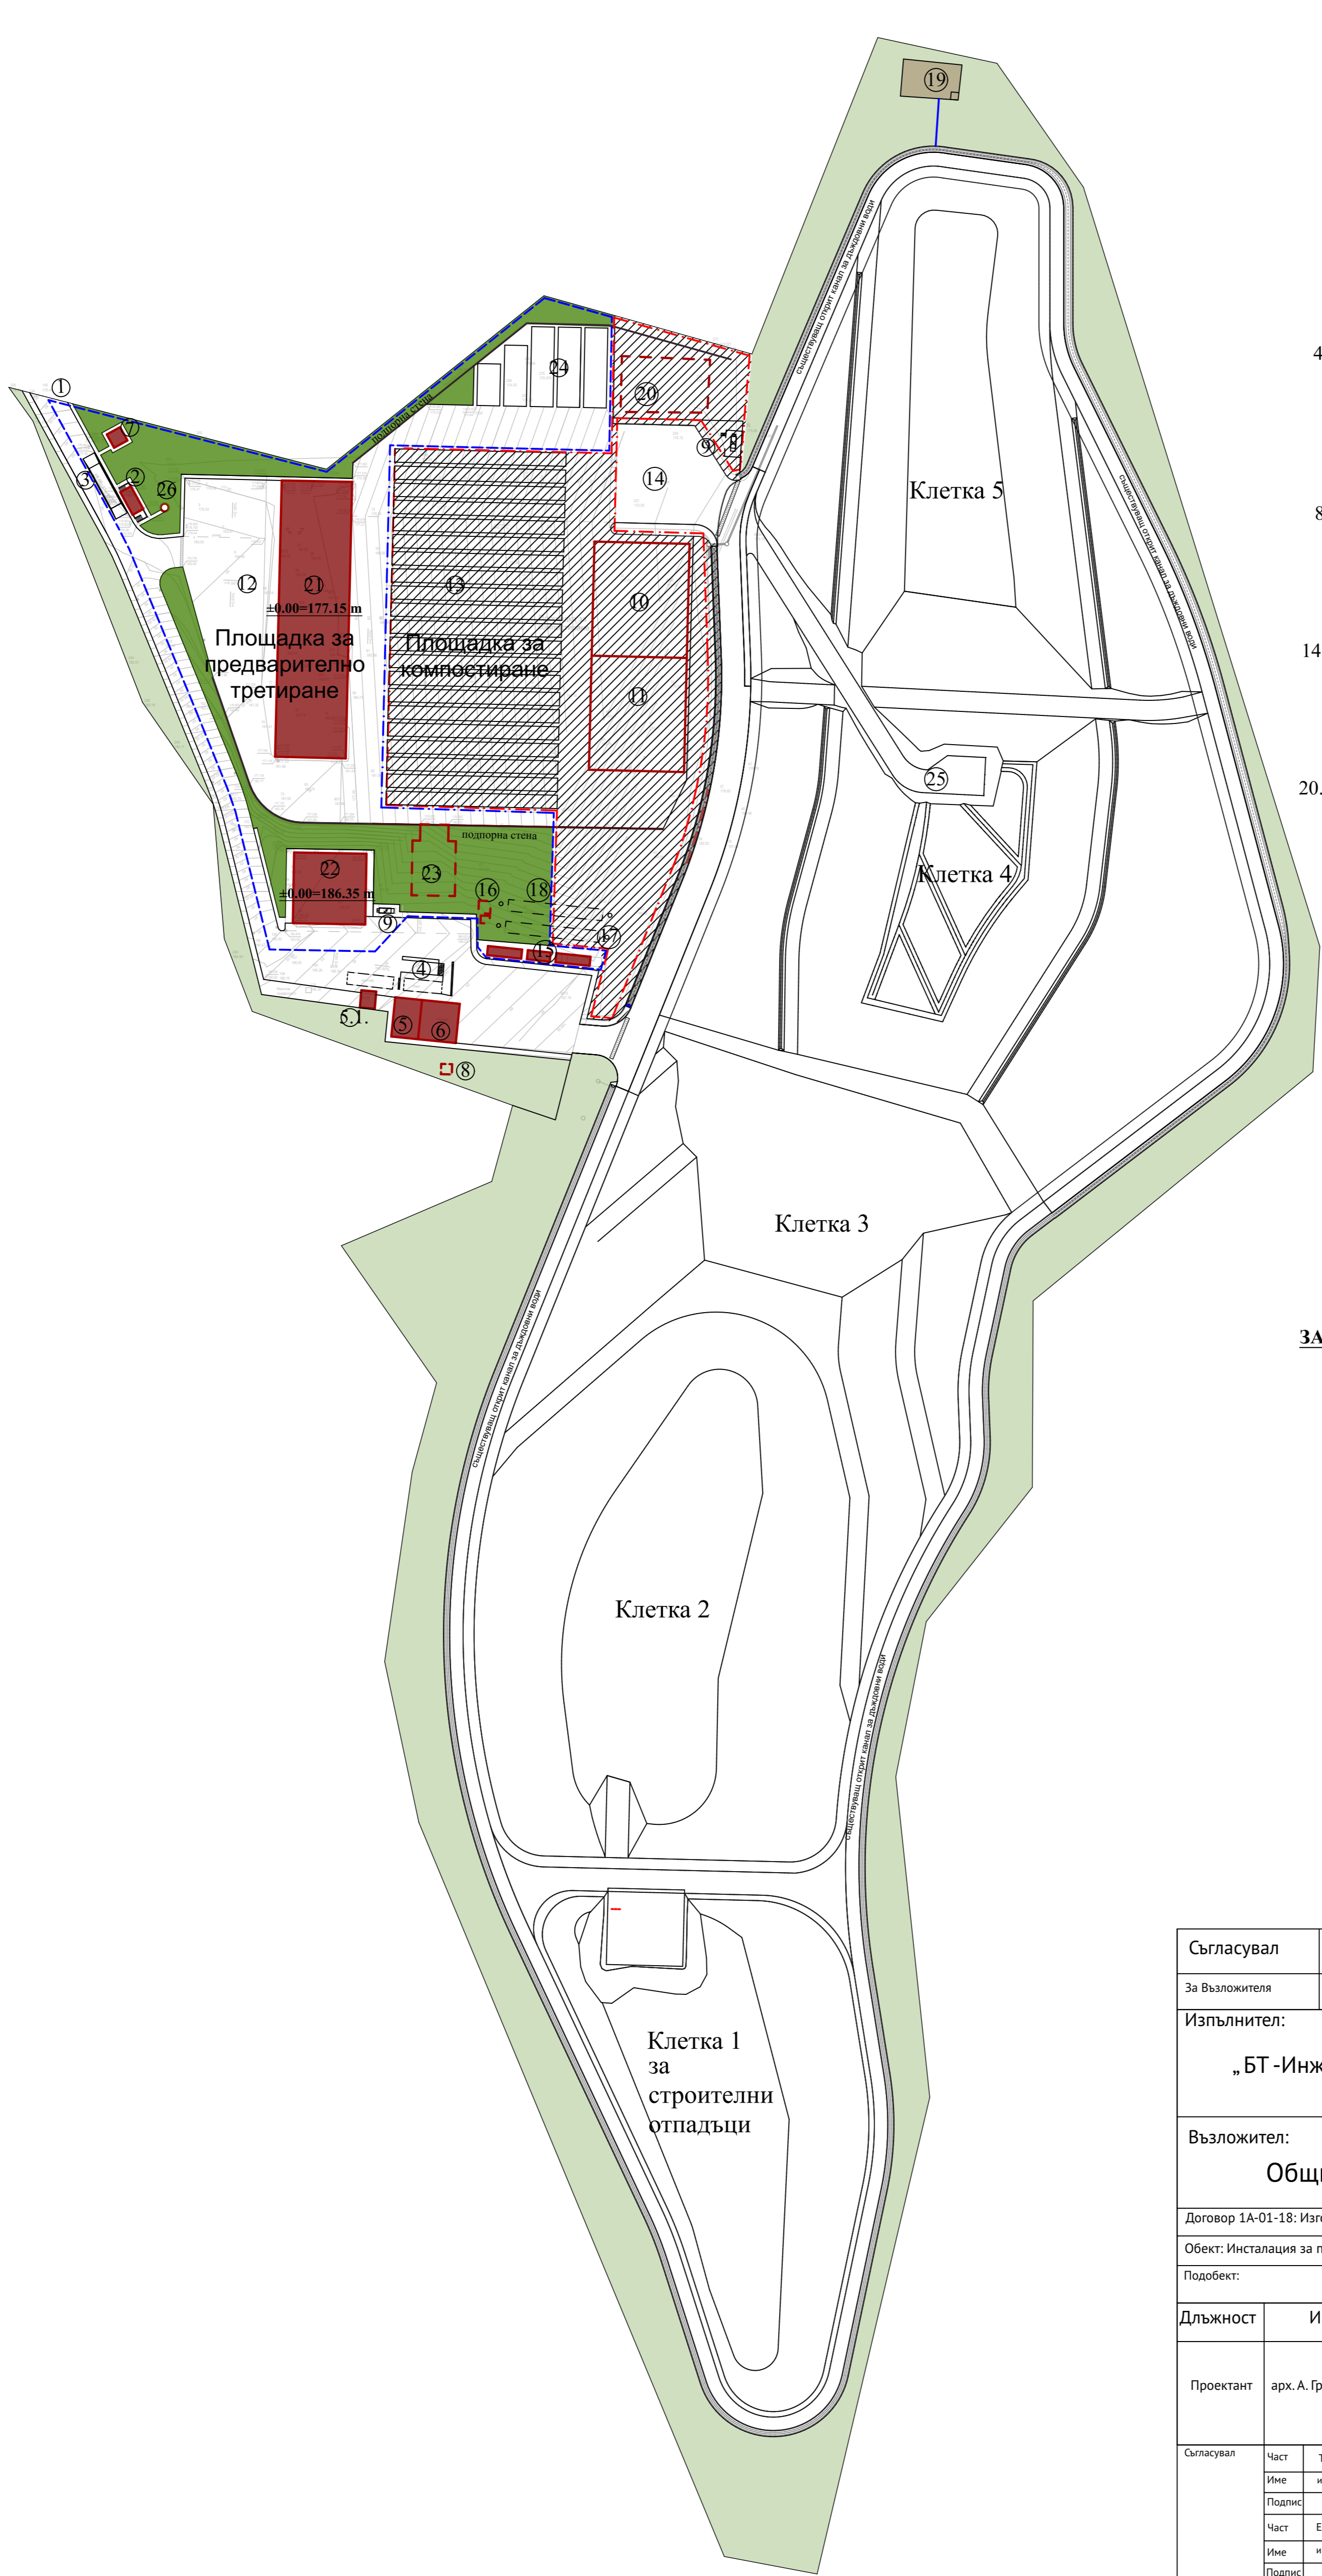 19
съществуващ открит канал за дъждовни води
1
7
3
2
26
подпорна стена
24
20
9
14
Клетка 5
съществуващ открит канал за дъждовни води
4
8
14
20.
12
21
±0.00=177.15 m
Площадка за
предварително
третиране
13
Площадка за
компостиране
10
11
25
Клетка 4
подпорна стена
22
±0.00=186.35 m
23
16
18
17
9
15
4
5.1.
5
6
8
Клетка 3
съществуващ открит канал за дъждовни води
ЗА
Клетка 2
съществуващ открит канал за дъждовни води
Клетка 1
за
строителни
отпадъци
Съгласувал
За Възложителя
Изпълнител:
„БТ-Инж
Възложител:
Общ
Договор 1А-01-18: Изг
Обект: Инсталация за п
Подобект:
Длъжност И
Проектант арх. А. Гр
Съгласувал
Част Т
Име и
Подпис
Част Е
Име и
Подпис